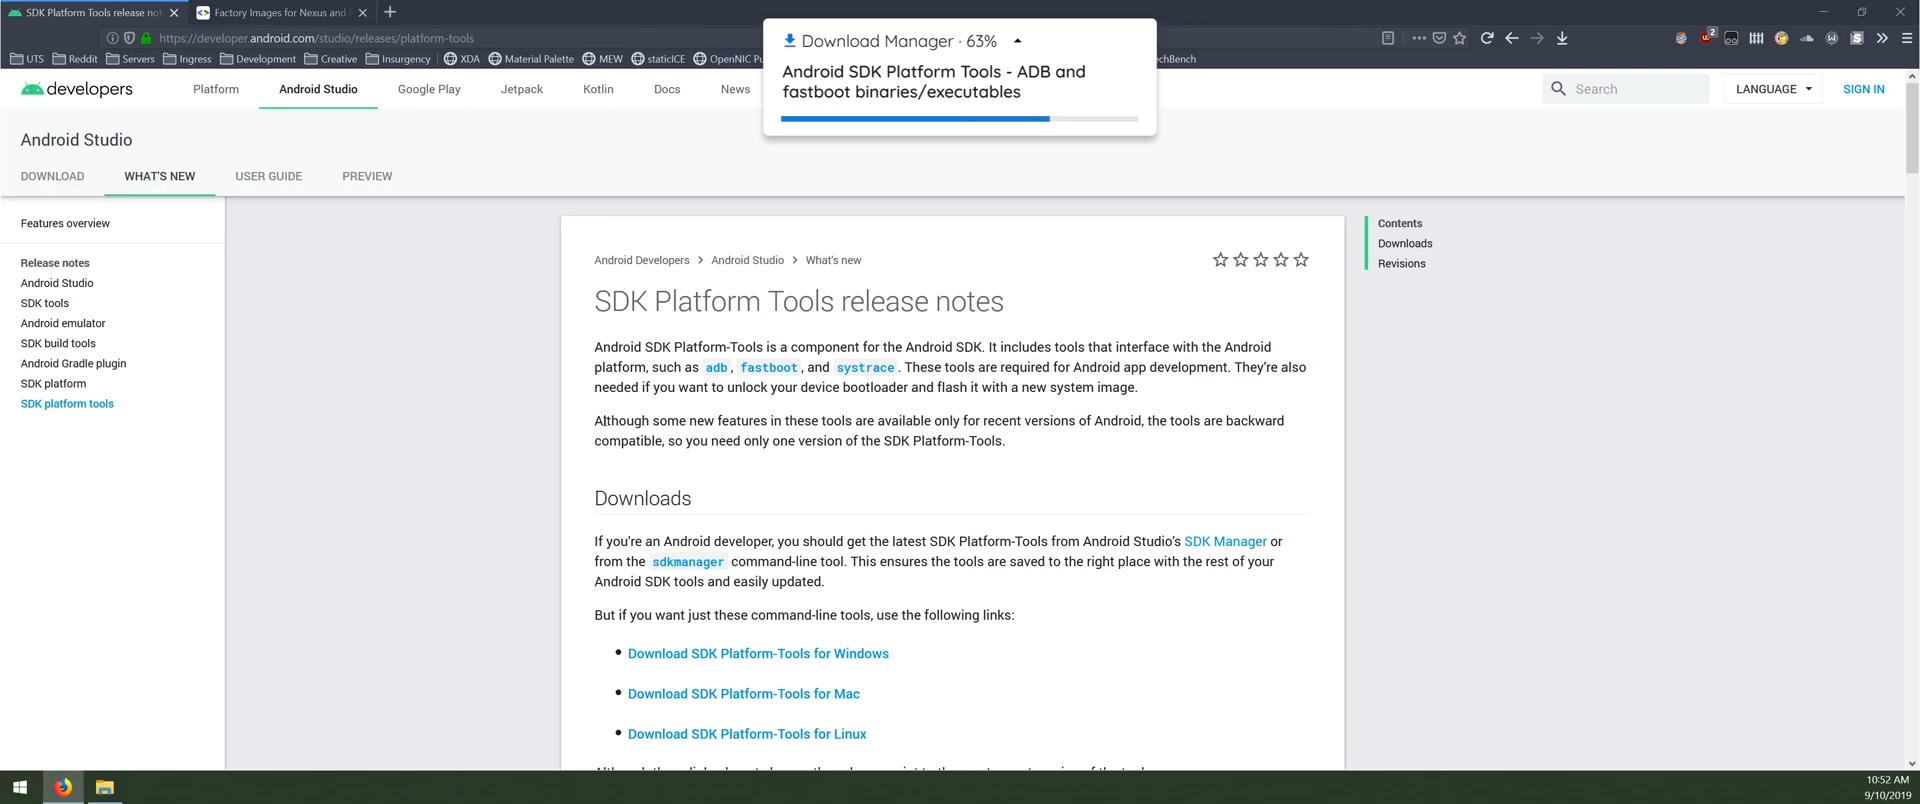 SDK Platform Tools release not
Factory Images for Nexus and
https://developer.android.com/studio/releases/platform-tools
2
UTS
Reddit
Servers
Ingress
Development
Creative
Insurgency
XDA
Material Palette
MEW
staticICE
OpenNIC Pu
echBench
Download Manager · 63%
Android SDK Platform Tools - ADB and
fastboot binaries/executables
developers
Platform
Android Studio
Google Play
Jetpack
Kotlin
Docs
News
Search
LANGUAGE
SIGN IN
Android Studio
DOWNLOAD
WHAT'S NEW
USER GUIDE
PREVIEW
Features overview
Release notes
Android Studio
SDK tools
Android emulator
SDK build tools
Android Gradle plugin
SDK platform
SDK platform tools
Android Developers > Android Studio > What's new
SDK Platform Tools release notes
Android SDK Platform-Tools is a component for the Android SDK. It includes tools that interface with the Android
platform, such as adb, fastboot, and systrace. These tools are required for Android app development. They're also
needed if you want to unlock your device bootloader and flash it with a new system image.
Although some new features in these tools are available only for recent versions of Android, the tools are backward
compatible, so you need only one version of the SDK Platform-Tools.
Downloads
If you're an Android developer, you should get the latest SDK Platform-Tools from Android Studio's SDK Manager or
from the sdkmanager command-line tool. This ensures the tools are saved to the right place with the rest of your
Android SDK tools and easily updated.
But if you want just these command-line tools, use the following links:
• Download SDK Platform-Tools for Windows
• Download SDK Platform-Tools for Mac
• Download SDK Platform-Tools for Linux
Contents
Downloads
Revisions
10:52 AM
9/10/2019